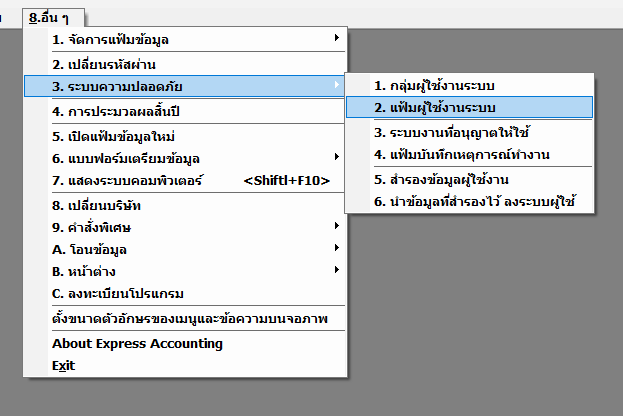 8.อื่น ๆ
1. จัดการแฟ้มข้อมูล
2. เปลี่ยนรหัสผ่าน
3. ระบบความปลอดภัย
4. การประมวลผลสิ้นปี
5. เปิดแฟ้มข้อมูลใหม่
6. แบบฟอร์มเตรียมข้อมูล
7. แสดงระบบคอมพิวเตอร์ <Shiftl+F10>
8. เปลี่ยนบริษัท
9. คำสั่งพิเศษ
A. โอนข้อมูล
B. หน้าต่าง
C. ลงทะเบียนโปรแกรม
ตั้งขนาดตัวอักษรของเมนูและข้อความบนจอภาพ
About Express Accounting
Exit
1. กลุ่มผู้ใช้งานระบบ
2. แฟ้มผู้ใช้งานระบบ
3. ระบบงานที่อนุญาตให้ใช้
4. แฟ้มบันทึกเหตุการณ์ทำงาน
5. สำรองข้อมูลผู้ใช้งาน
6. นำข้อมูลที่สำรองไว้ ลงระบบผู้ใช้